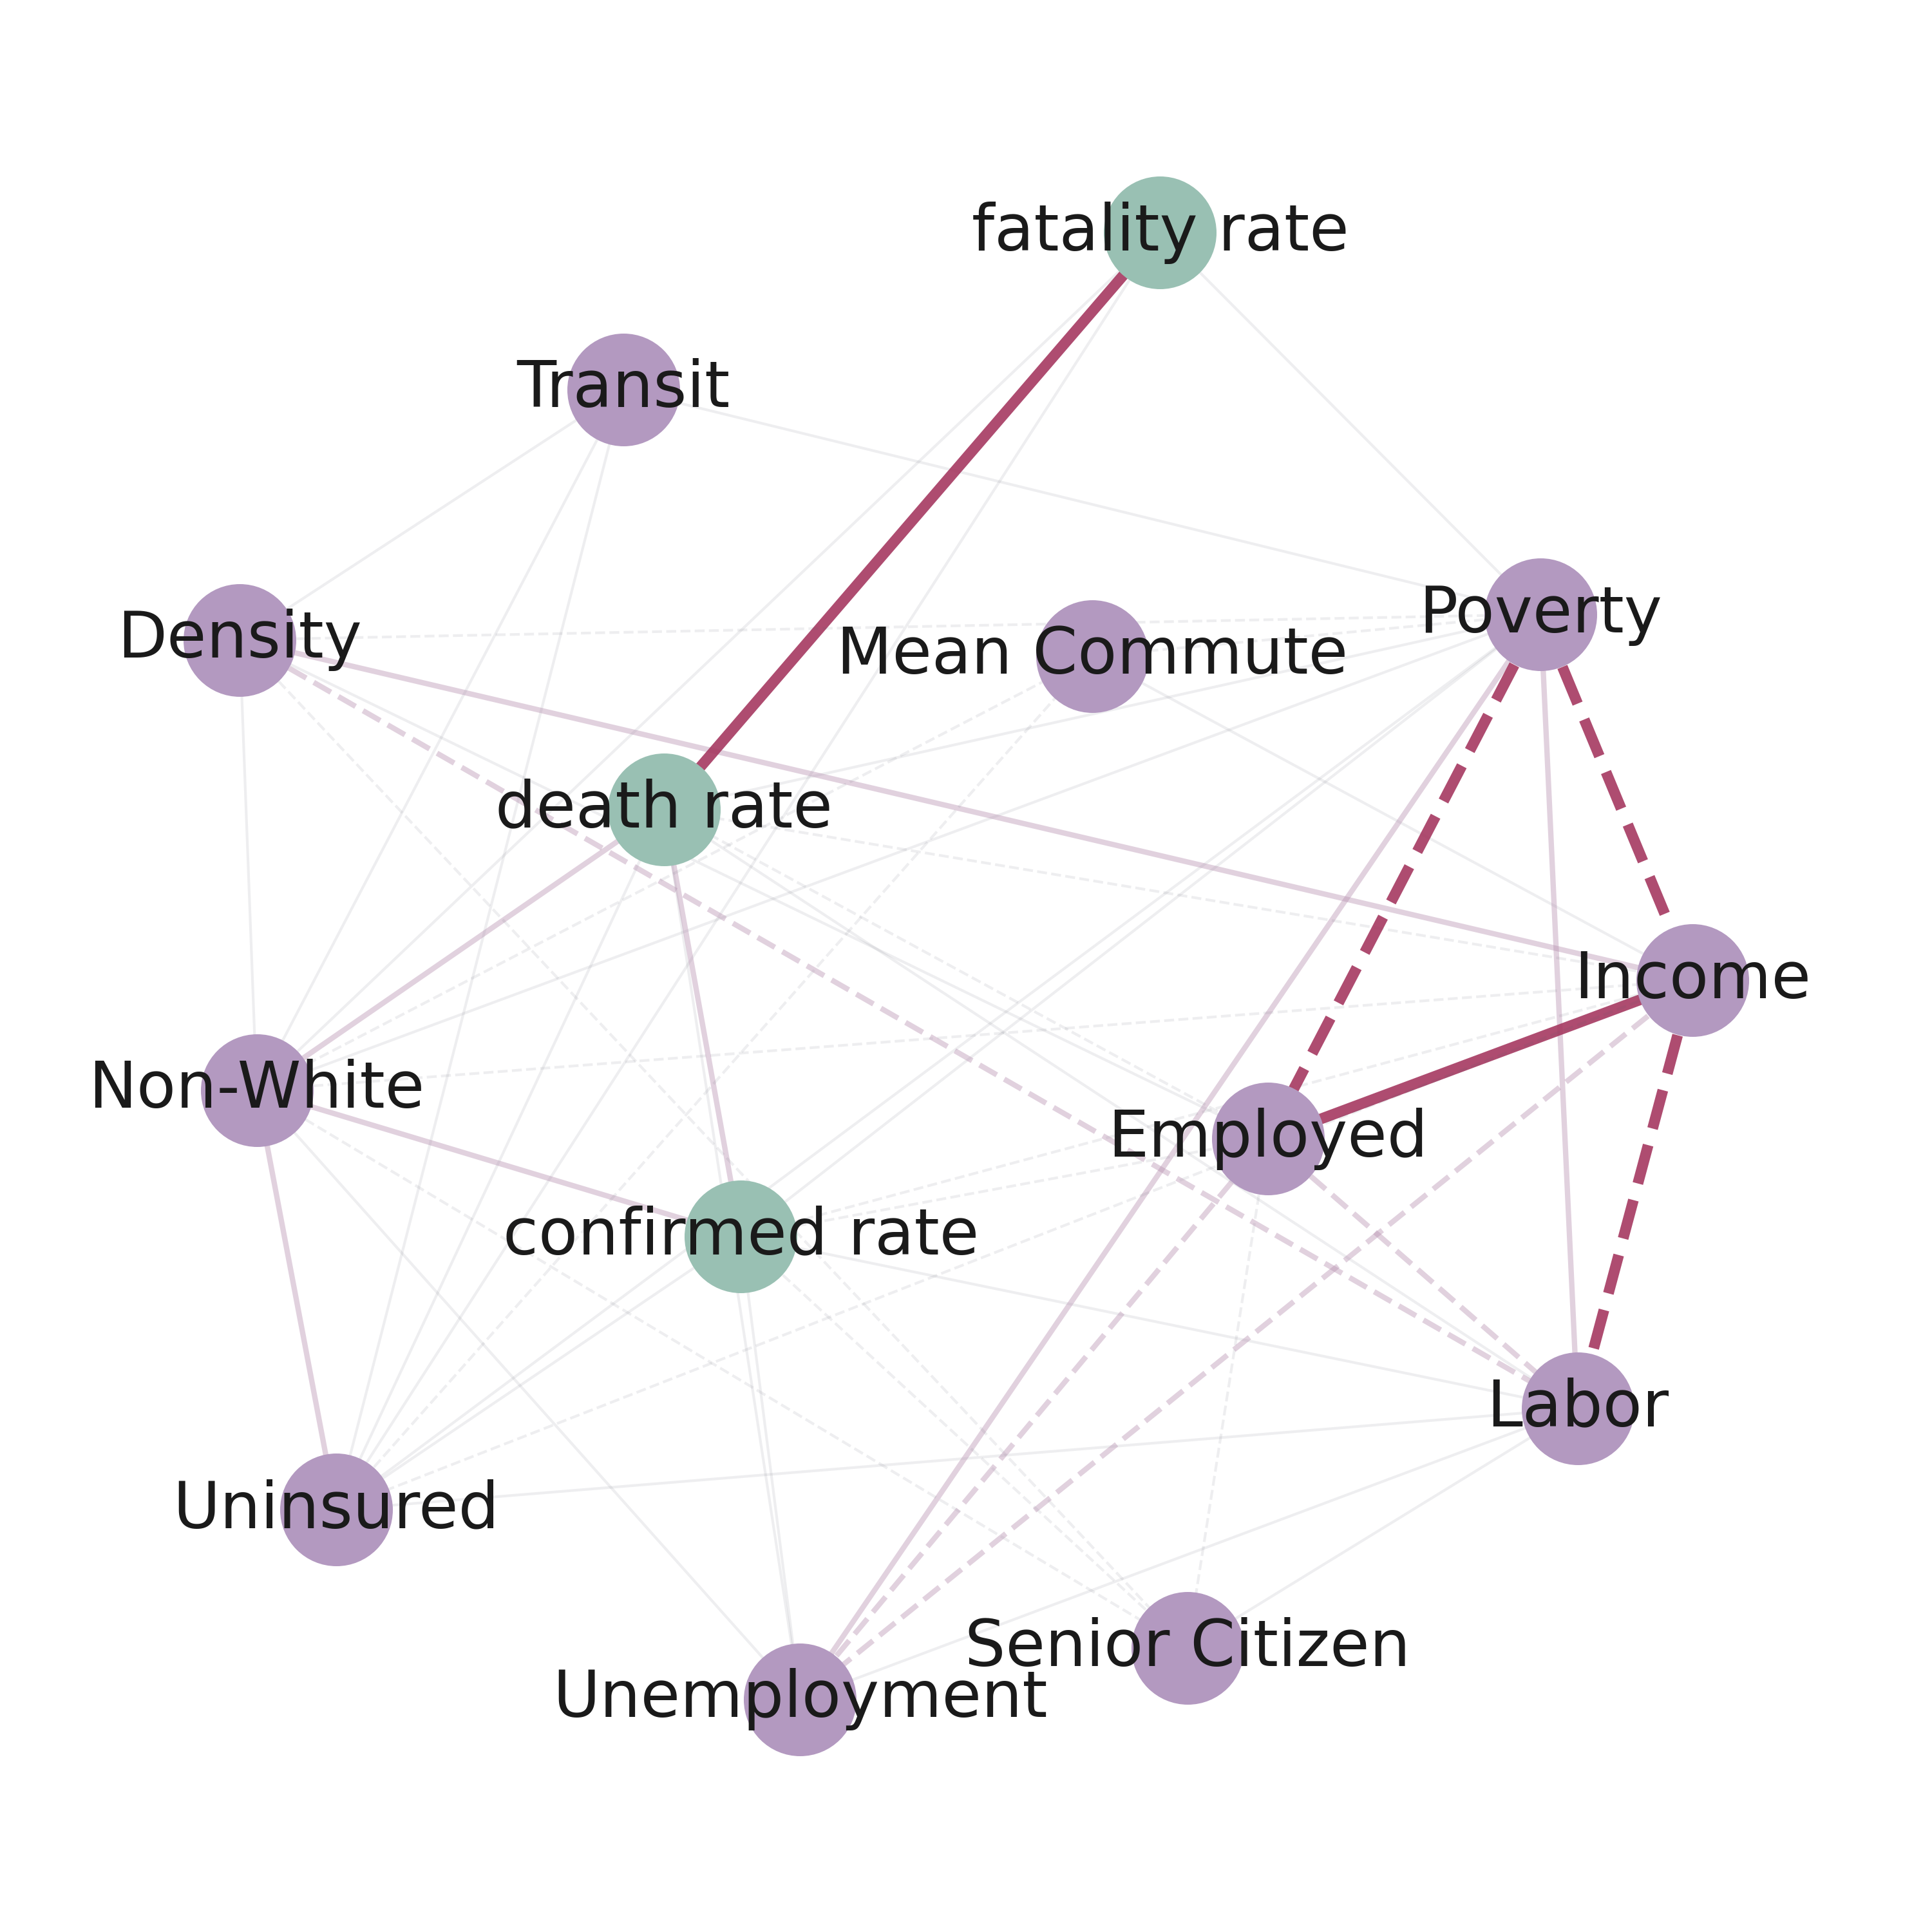 fatality rate
Transit
Poverty
Density
Mean Commute
death rate
Income
Non-White
Employed
confirmed rate
Labor
Uninsured
Senior Citizen
Unemployment